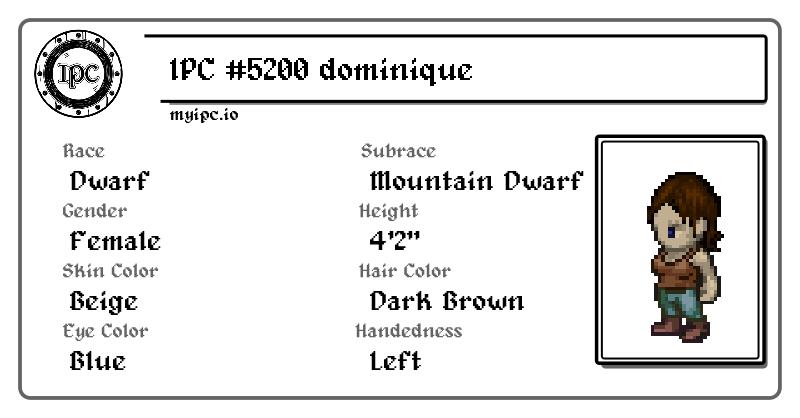 IPC
IPC #5200 dominique
myipc.io
Race
Dwarf
Subrace
Mountain Dwarf
Gender
Female
Height
4'2"
Skin Color
Beige
Hair Color
Dark Brown
Eye Color
Blue
Handedness
Left